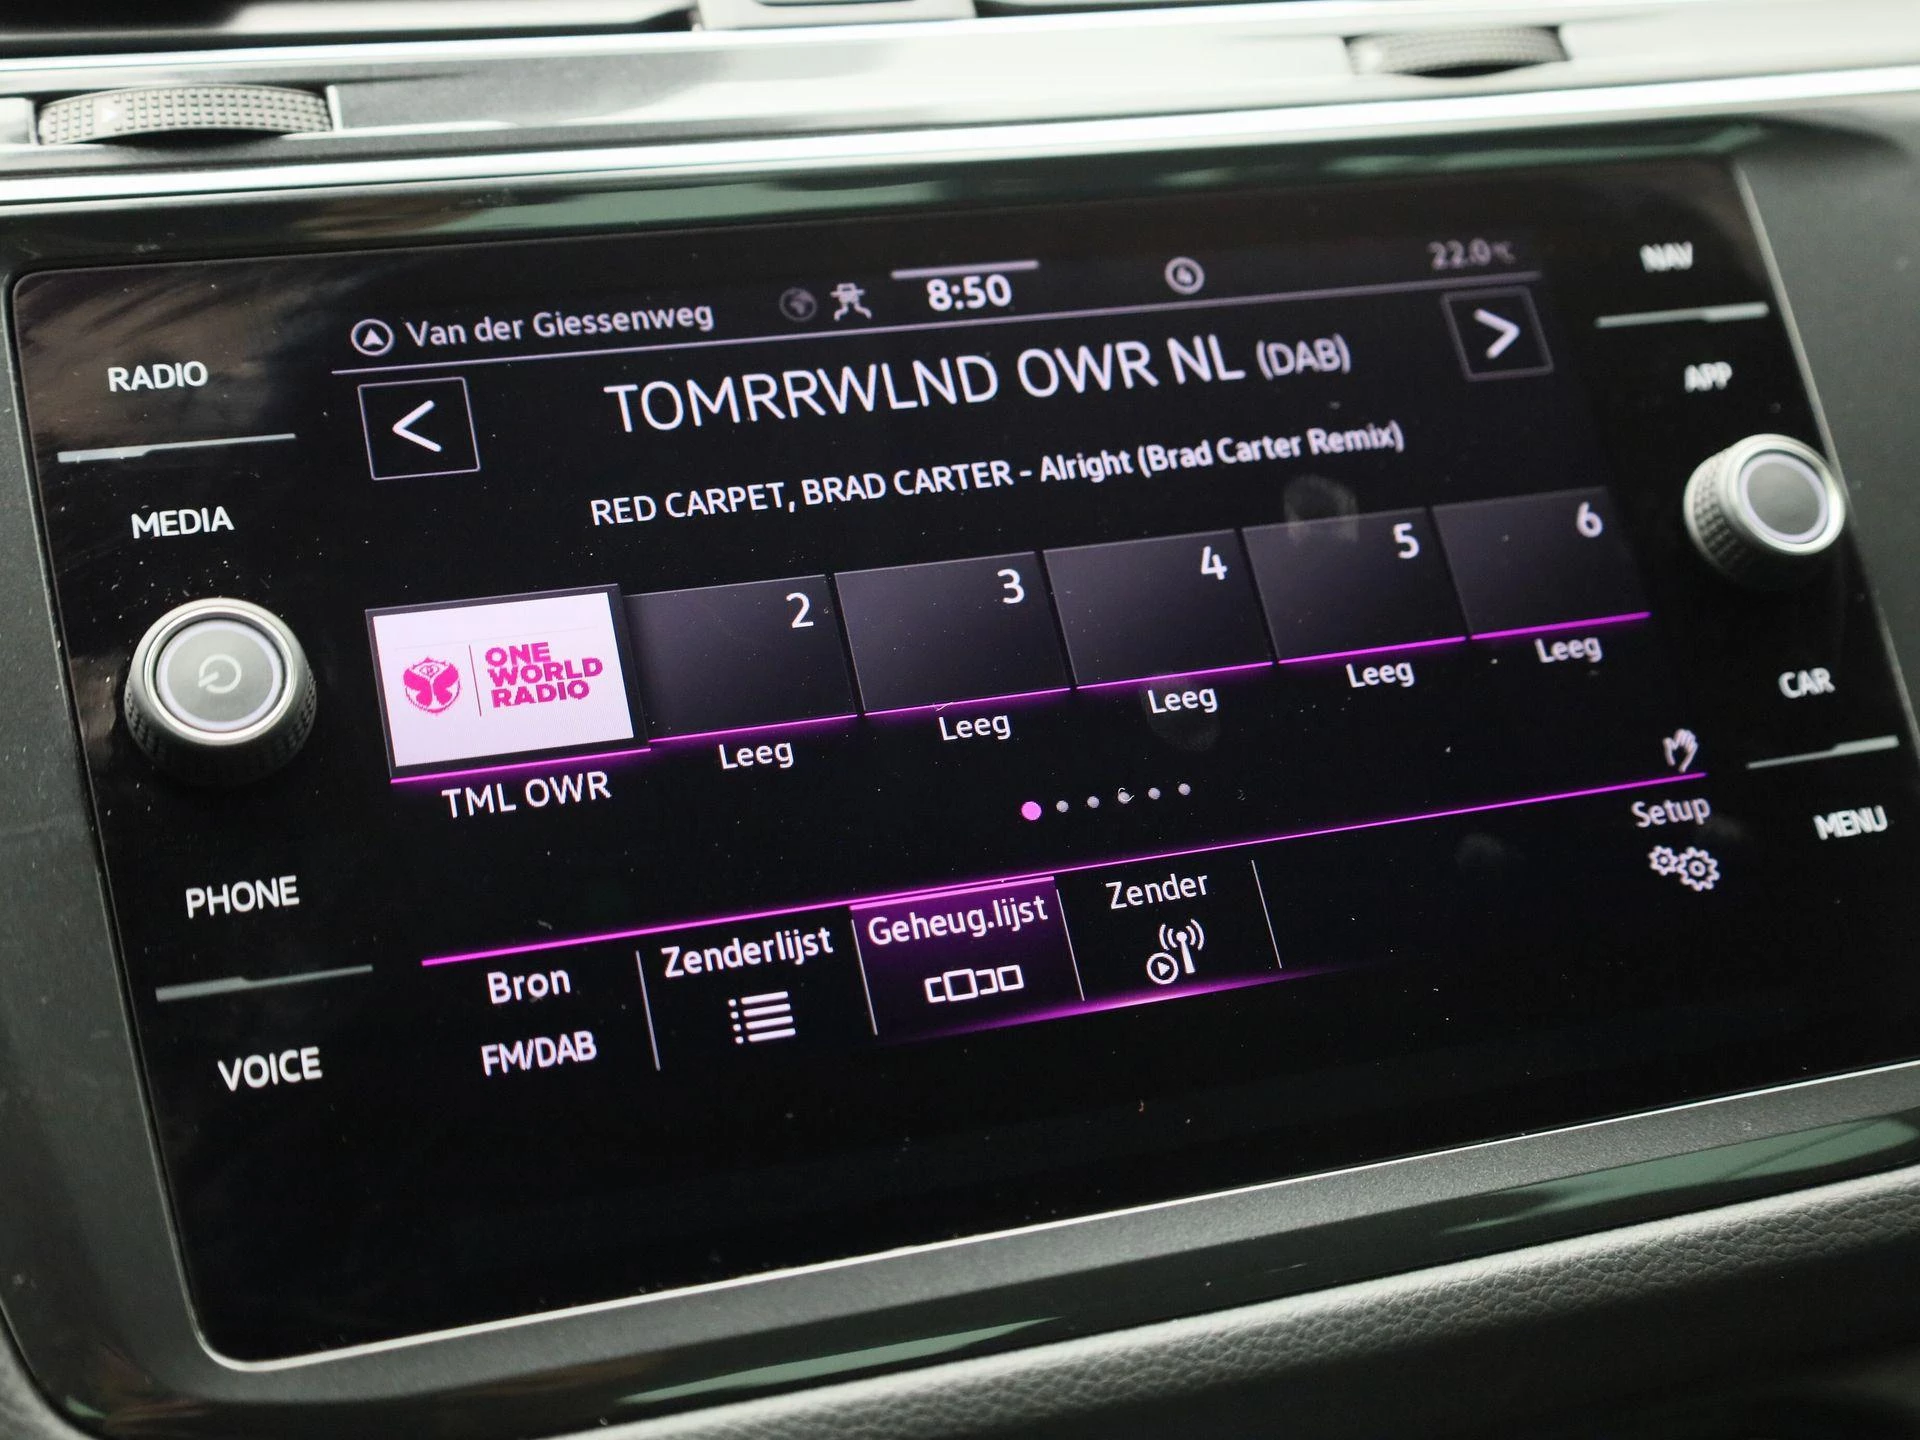 Van der Giessenweg
8:50
22.0°C
TOMRRWLND OWR NL (DAB)
<
>
RED CARPET, BRAD CARTER - Alright (Brad Carter Remix)
ONE
WORLD
RADIO
2
3
4
5
6
TML OWR
Leeg
Leeg
Leeg
Leeg
Leeg
Bron
FM/DAB
Zenderlijst
Geheug.lijst
Zender
Setup
RADIO
MEDIA
PHONE
VOICE
NAV
APP
CAR
MENU